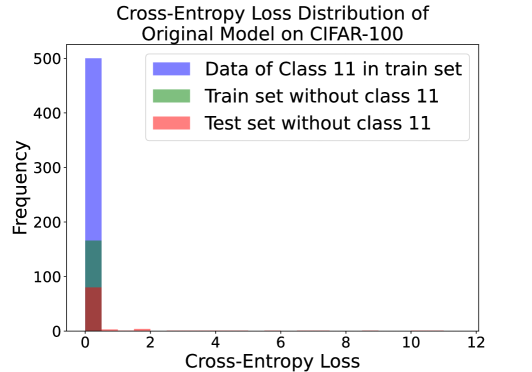 Cross-Entropy Loss Distribution of
Original Model on CIFAR-100
Data of Class 11 in train set
Train set without class 11
Test set without class 11
Frequency
500
400
300
200
100
0
0 2 4 6 8 10 12
Cross-Entropy Loss